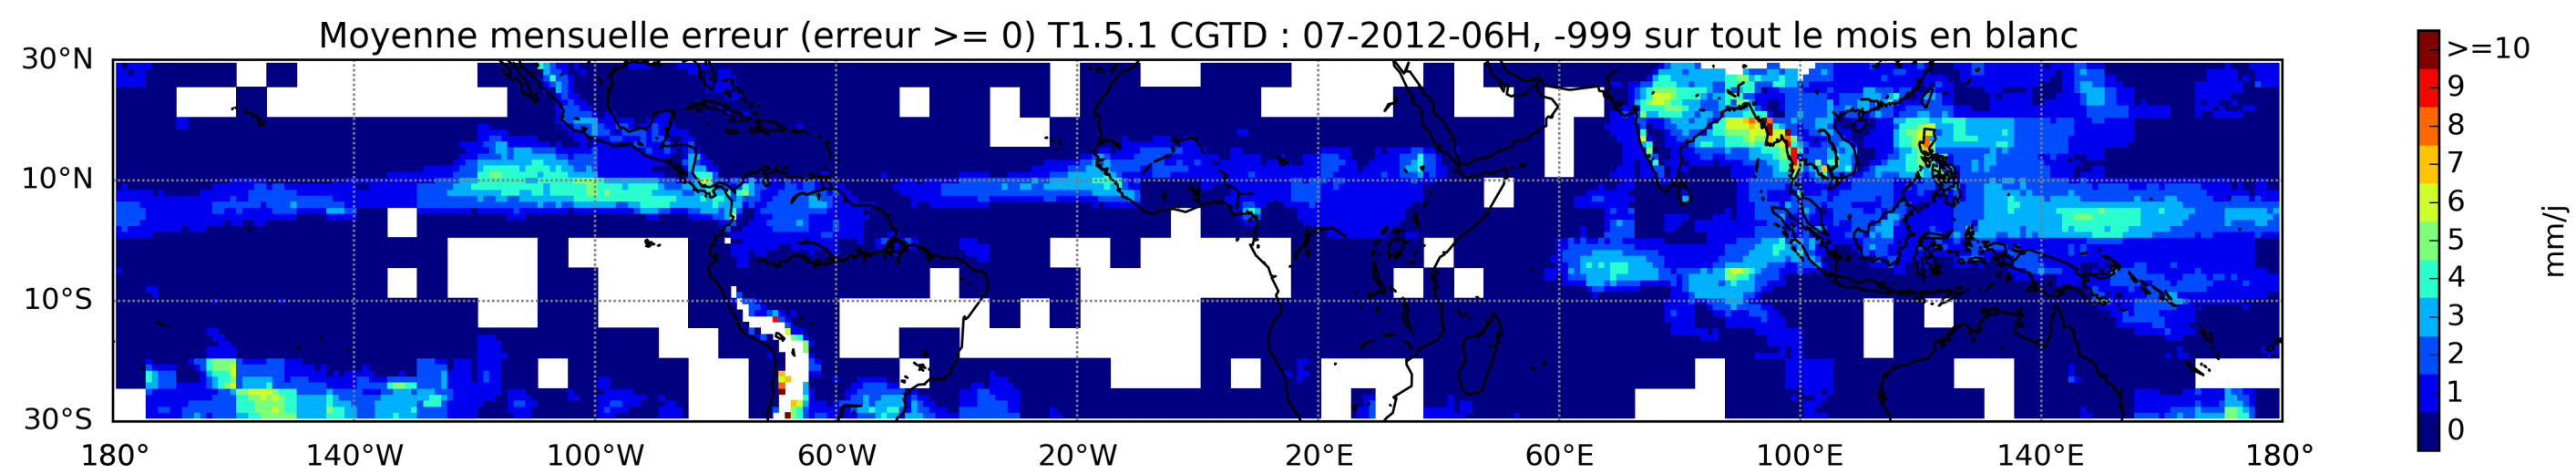 Moyenne mensuelle erreur (erreur >= 0) T1.5.1 CGTD : 07-2012-06H, -999 sur tout le mois en blanc
30°N
10°N
10°S
30°S
180° 140°W 100°W 60°W 20°W 20°E 60°E 100°E 140°E 180°
>=10
9
8
7
6
5
4
3
2
1
0
mm/j